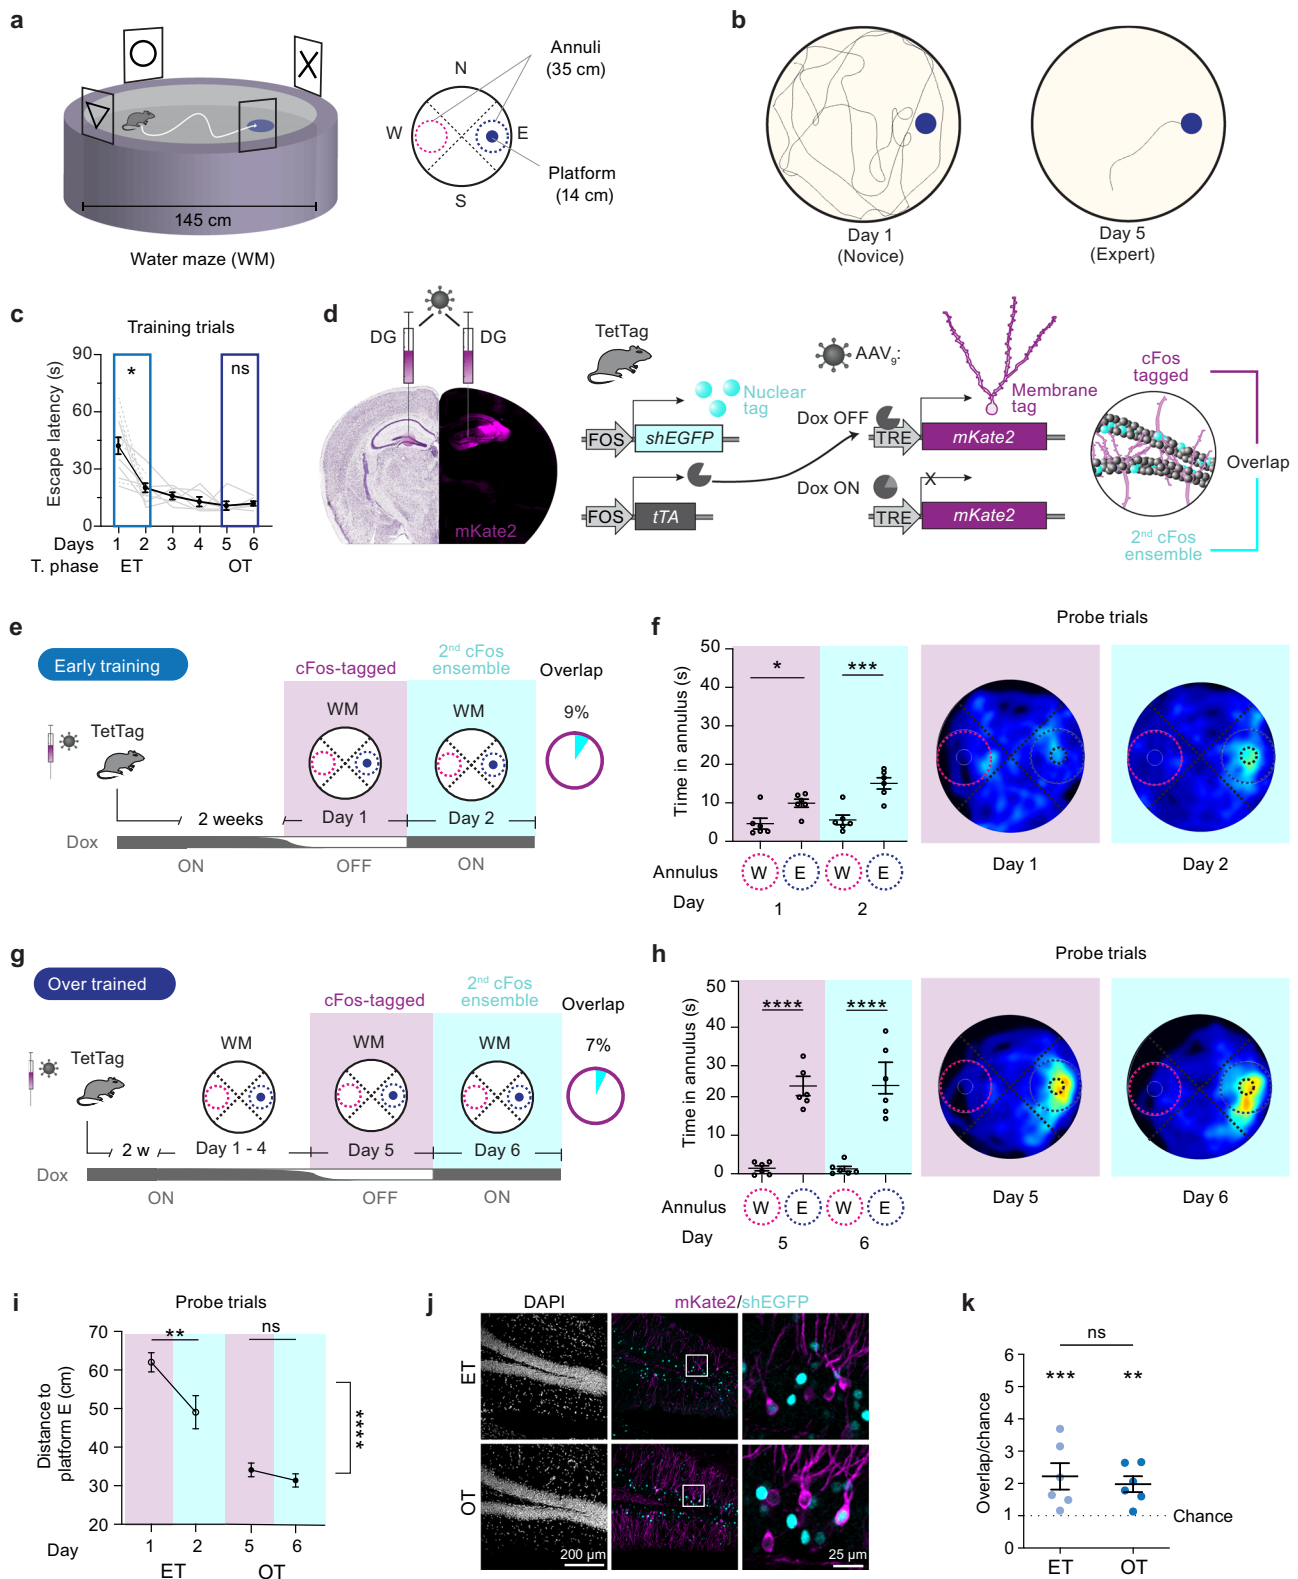 a
N
W
E
S
Annuli
(35 cm)
Platform
(14 cm)
145 cm
Water maze (WM)
b
Day 1
(Novice)
Day 5
(Expert)
c
Training trials
Escape latency (s)
90
60
30
0
*
ns
Days
1 2 3 4 5 6
T. phase
ET
OT
d
DG
DG
mKate2
TetTag
Nuclear
tag
FOS
shEGFP
FOS
tTA
AAV9:
Membrane
tag
Dox OFF
TRE
mKate2
Dox ON
X
TRE
mKate2
cFos
tagged
Overlap
2nd cFos
ensemble
e
Early training
TetTag
cFos-tagged
2nd cFos
ensemble
Overlap
WM
WM
9%
2 weeks
Day 1
Day 2
Dox
ON
OFF
ON
f
Probe trials
Time in annulus (s)
50
40
30
20
10
0
*
***
Annulus
W E W E
Day
1
2
Day 1
Day 2
g
Over trained
TetTag
cFos-tagged
2nd cFos
ensemble
Overlap
WM
WM
WM
7%
2 w
Day 1 - 4
Day 5
Day 6
Dox
ON
OFF
ON
h
Probe trials
Time in annulus (s)
50
40
30
20
10
0
****
****
Annulus
W E W E
Day
5
6
Day 5
Day 6
i
Probe trials
Distance to
platform E (cm)
70
60
50
40
30
20
**
ns
****
Day
1 2 5 6
ET
OT
j
DAPI
mKate2/shEGFP
ET
OT
200 µm
25 µm
k
Overlap/chance
6
5
4
3
2
1
0
ns
***
**
Chance
ET
OT